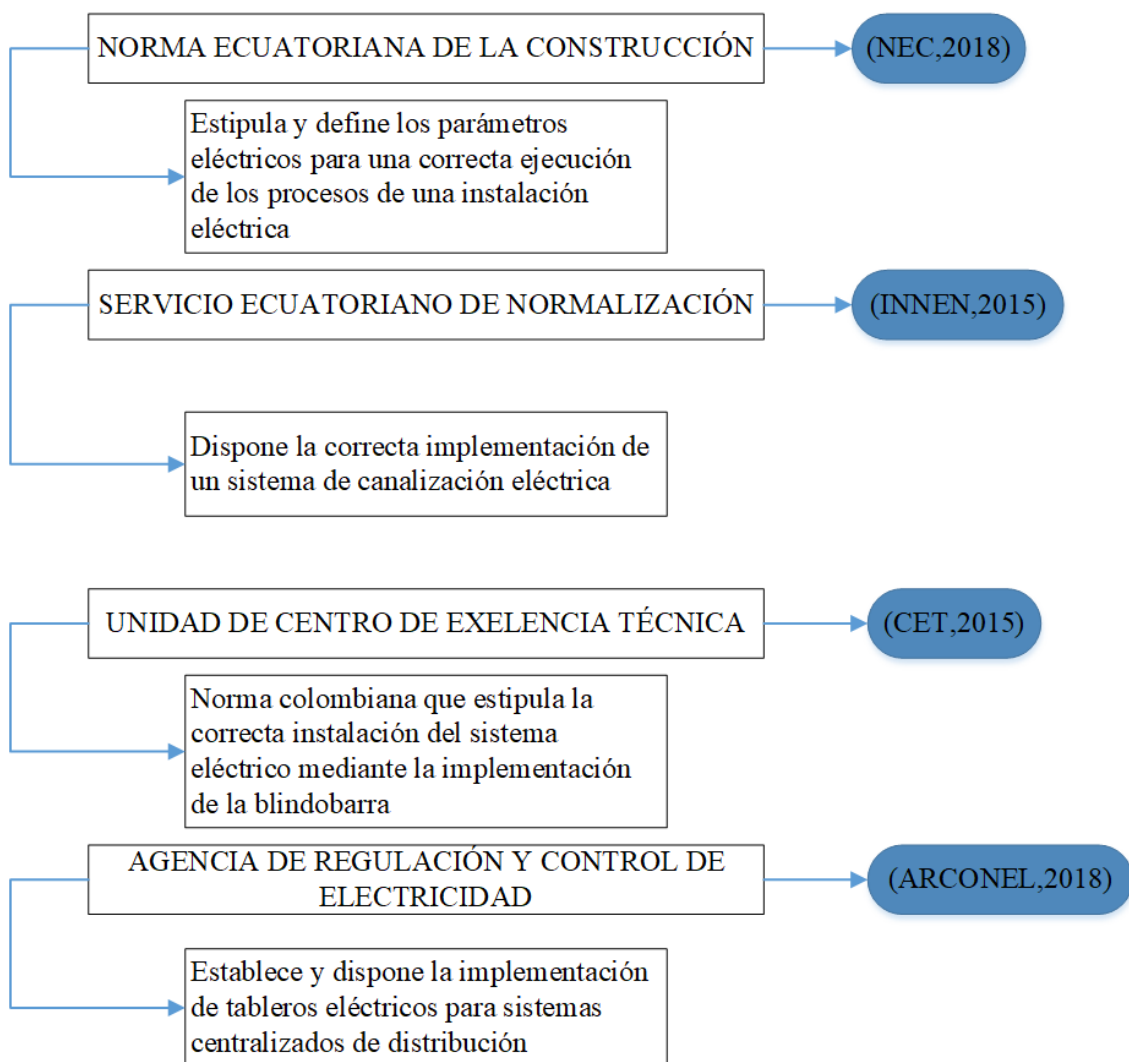 NORMA ECUATORIANA DE LA CONSTRUCCIÓN
(NEC,2018)
Estipula y define los parámetros
eléctricos para una correcta ejecución
de los procesos de una instalación
eléctrica
SERVICIO ECUATORIANO DE NORMALIZACIÓN
(INNEN,2015)
Dispone la correcta implementación de
un sistema de canalización eléctrica
UNIDAD DE CENTRO DE EXELENCIA TÉCNICA
(CET,2015)
Norma colombiana que estipula la
correcta instalación del sistema
eléctrico mediante la implementación
de la blindobarra
AGENCIA DE REGULACIÓN Y CONTROL DE
ELECTRICIDAD
(ARCONEL,2018)
Establece y dispone la implementación
de tableros eléctricos para sistemas
centralizados de distribución